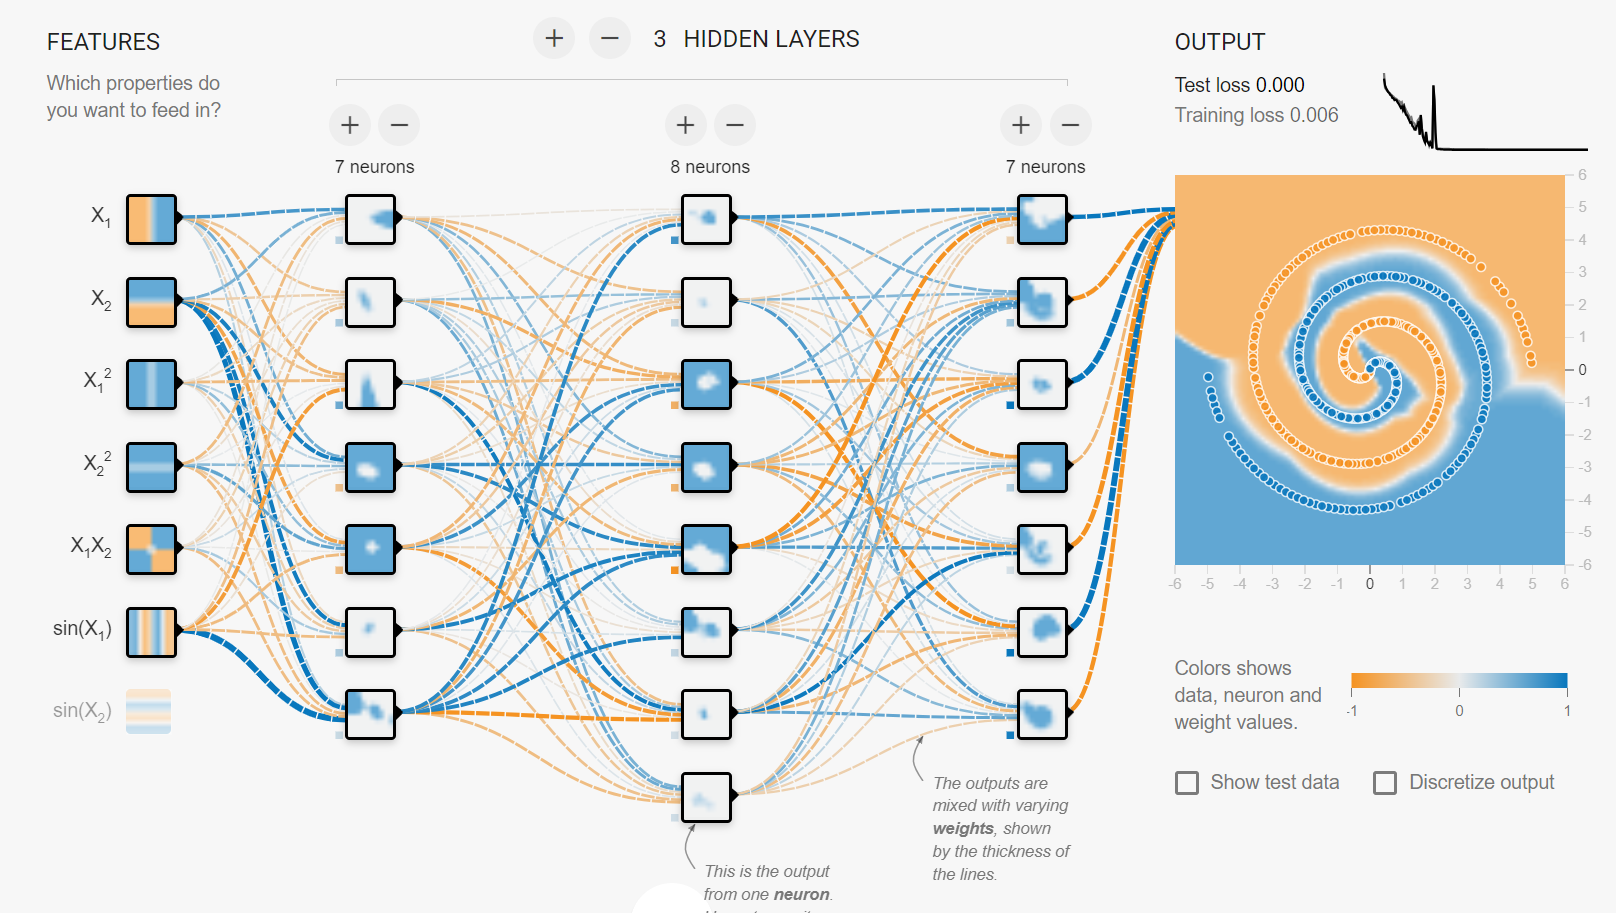 FEATURES
Which properties do
you want to feed in?
+ − 3 HIDDEN LAYERS
+ −
7 neurons
+ −
8 neurons
+ −
7 neurons
X1
X2
X1²
X2²
X1X2
sin(X1)
sin(X2)
The outputs are
mixed with varying
weights, shown
by the thickness of
the lines.
This is the output
from one neuron.
OUTPUT
Test loss 0.000
Training loss 0.006
6
5
4
3
2
1
0
-1
-2
-3
-4
-5
-6
-6 -5 -4 -3 -2 -1 0 1 2 3 4 5 6
Colors shows
data, neuron and
weight values.
-1 0 1
Show test data Discretize output